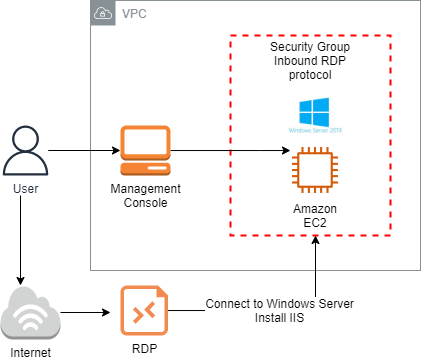 VPC
Security Group
Inbound RDP
protocol
Windows Server 2019
User
Management
Console
Amazon
EC2
Connect to Windows Server
Install IIS
Internet
RDP